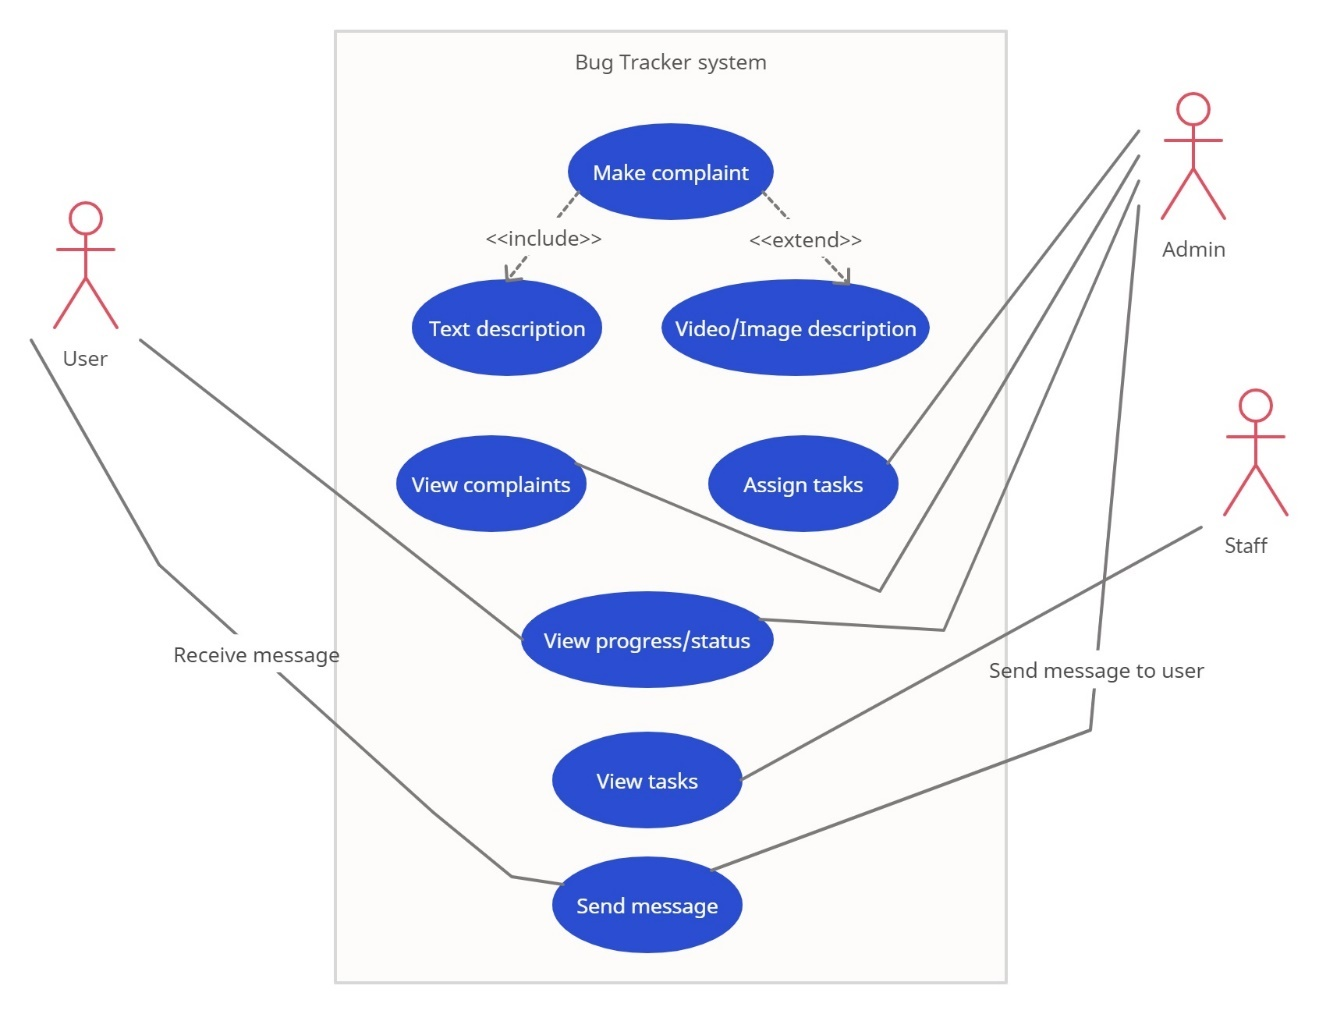 Bug Tracker system
Make complaint
<<include>>
<<extend>>
Admin
Text description
Video/Image description
User
View complaints
Assign tasks
Staff
View progress/status
Receive message
Send message to user
View tasks
Send message